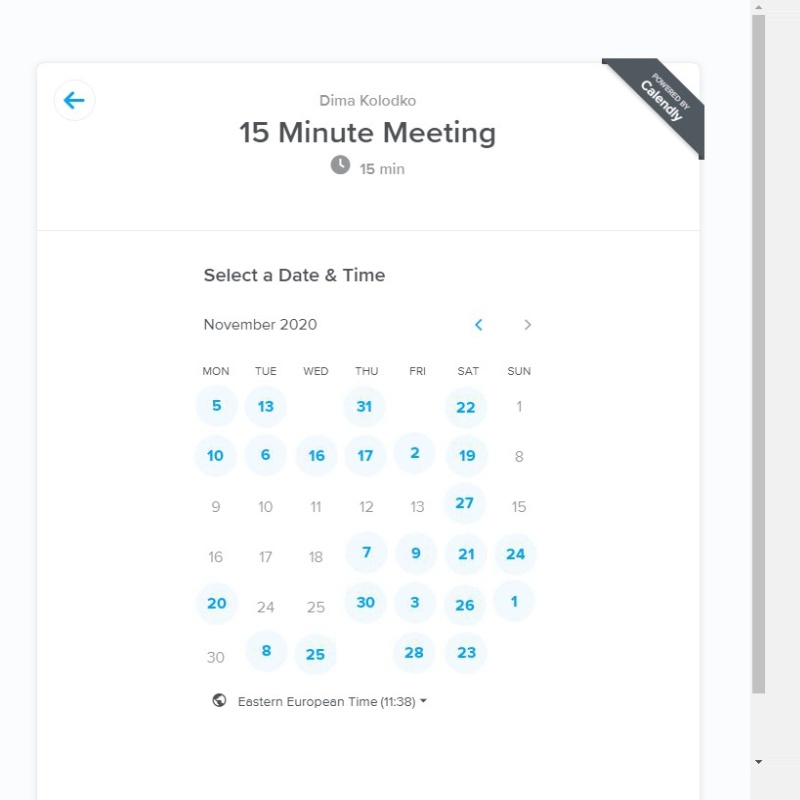 Dima Kolodko
POWERED BY
Calendly
15 Minute Meeting
15 min
Select a Date & Time
November 2020
MON TUE WED THU FRI SAT SUN
5 13 31 22 1
10 6 16 17 2 19 8
9 10 11 12 13 27 15
16 17 18 7 9 21 24
20 24 25 30 3 26 1
30 8 25 28 23
Eastern European Time (11:38)